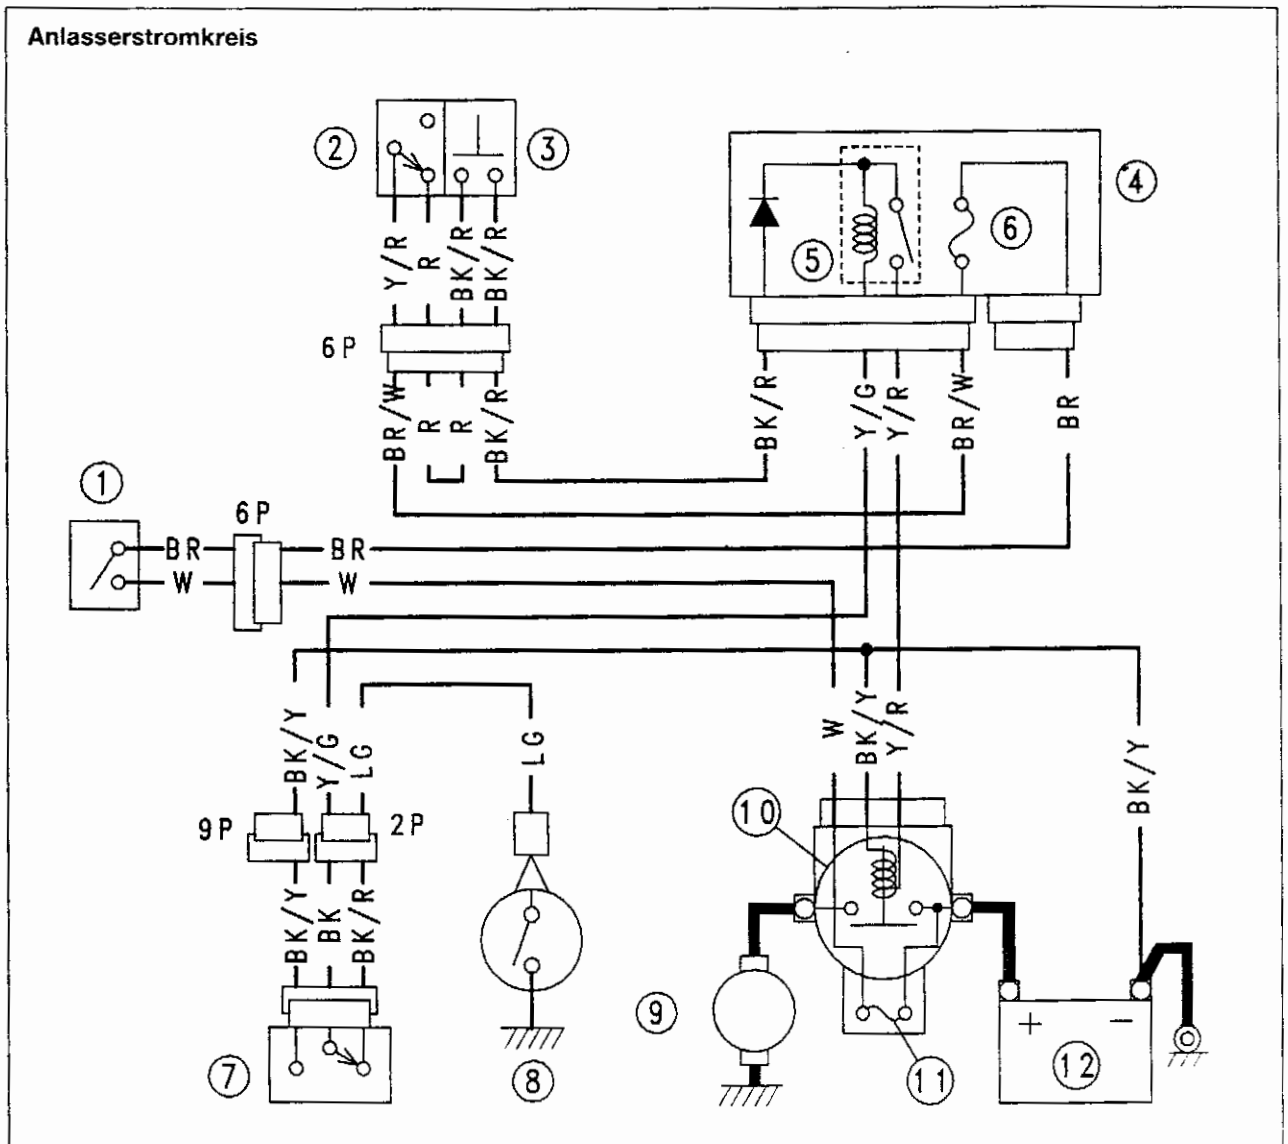 Anlasserstromkreis
2
3
4
5
6
Y/R
R
BK/R
BK/R
6P
BR/W
R
R
BK/R
BK/R
Y/G
Y/R
BR/W
BR
1
6P
BR
BR
W
W
BK/Y
Y/G
LG
LG
W
BK/Y
Y/R
BK/Y
9P
2P
10
BK/Y
BK
BK/R
9
+
−
7
8
11
12